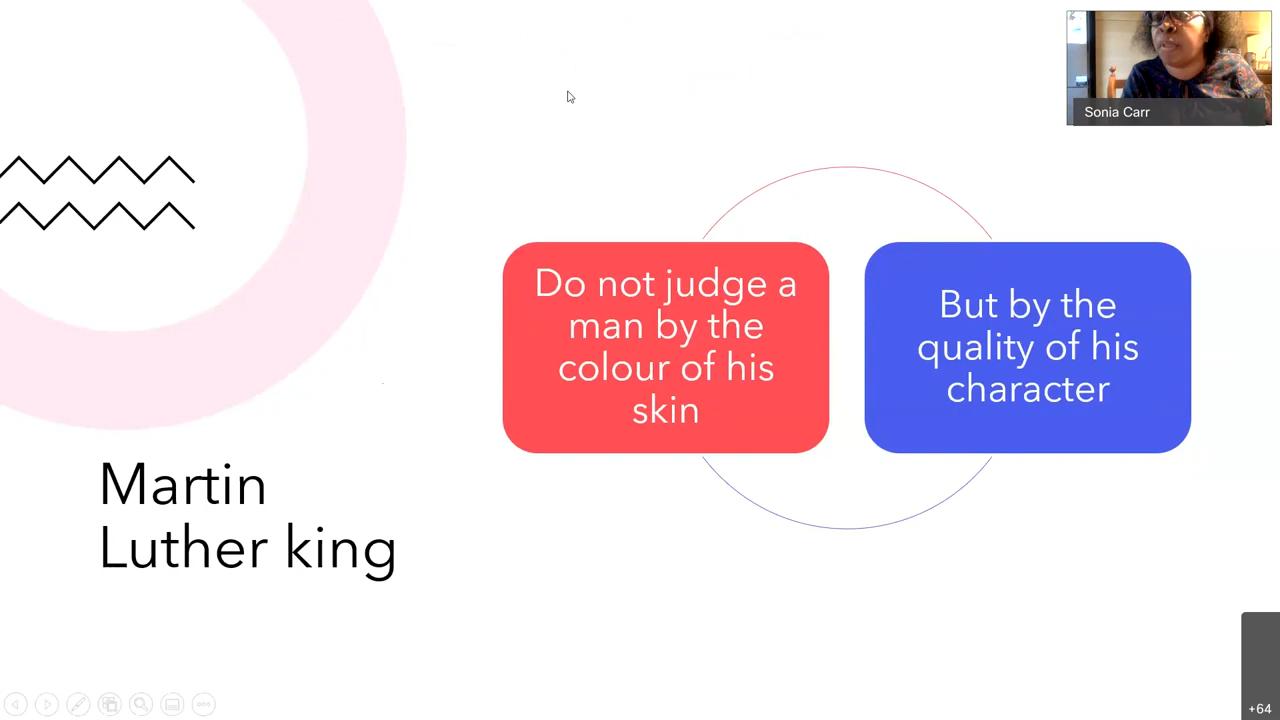 Sonia Carr
Do not judge a
man by the
colour of his
skin
But by the
quality of his
character
Martin
Luther king
+64